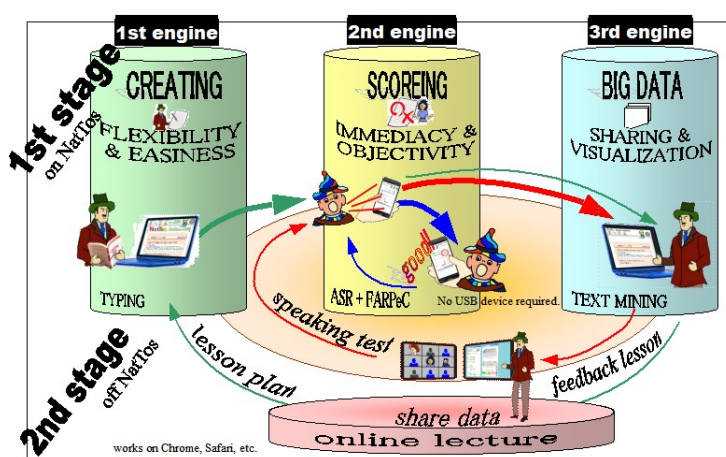 1st engine
2nd engine
3rd engine
1st stage
on NatTos
CREATING
FLEXIBILITY
& EASINESS
TYPING
SCOREING
IMMEDIACY &
OBJECTIVITY
good!!
ASR + FARPeC
No USB device required.
BIG DATA
SHARING &
VISUALIZATION
TEXT MINING
2nd stage
off NatTos
lesson plan
speaking test
feedback lesson
share data
online lecture
works on Chrome, Safari, etc.